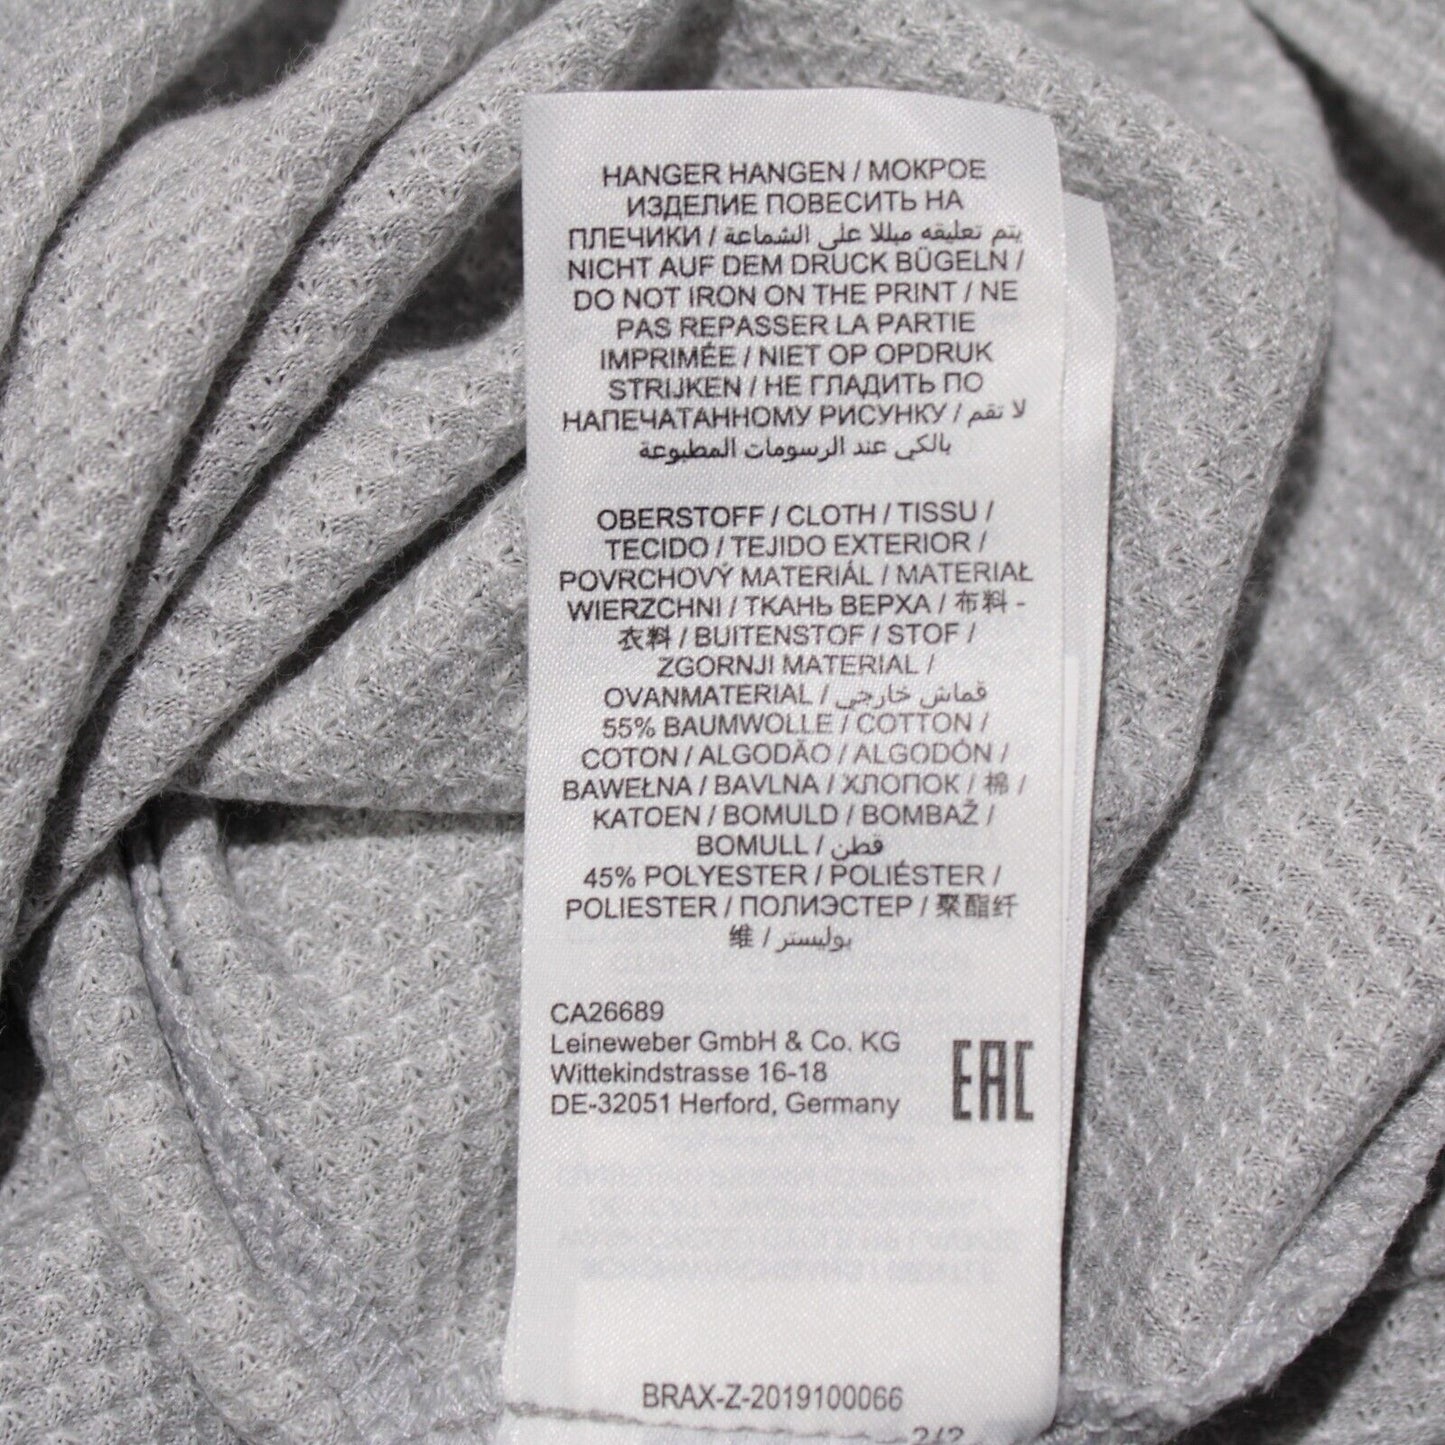 HANGER HANGEN / МОКРОЕ
ИЗДЕЛИЕ ПОВЕСИТЬ НА
ПЛЕЧИКИ / يتم تعليقه مبللا على الشماعة
NICHT AUF DEM DRUCK BÜGELN /
DO NOT IRON ON THE PRINT / NE
PAS REPASSER LA PARTIE
IMPRIMÉE / NIET OP OPDRUK
STRIJKEN / НЕ ГЛАДИТЬ ПО
НАПЕЧАТАННОМУ РИСУНКУ / لا تقم
بالكي عند الرسومات المطبوعة
OBERSTOFF / CLOTH / TISSU /
TECIDO / TEJIDO EXTERIOR /
POVRCHOVÝ MATERIÁL / MATERIAŁ
WIERZCHNI / ТКАНЬ ВЕРХА / 布料 -
衣料 / BUITENSTOF / STOF /
ZGORNJI MATERIAL /
OVANMATERIAL / قماش خارجي
55% BAUMWOLLE / COTTON /
COTON / ALGODÃO / ALGODÓN /
BAWEŁNA / BAVLNA / ХЛОПОК / 棉 /
KATOEN / BOMULD / BOMBAŽ /
BOMULL / قطن
45% POLYESTER / POLIÉSTER /
POLIESTER / ПОЛИЭСТЕР / 聚酯纤
维 / بوليستر
CA26689
Leineweber GmbH & Co. KG
Wittekindstrasse 16-18
DE-32051 Herford, Germany
EAC
BRAX-Z-2019100066
2/2